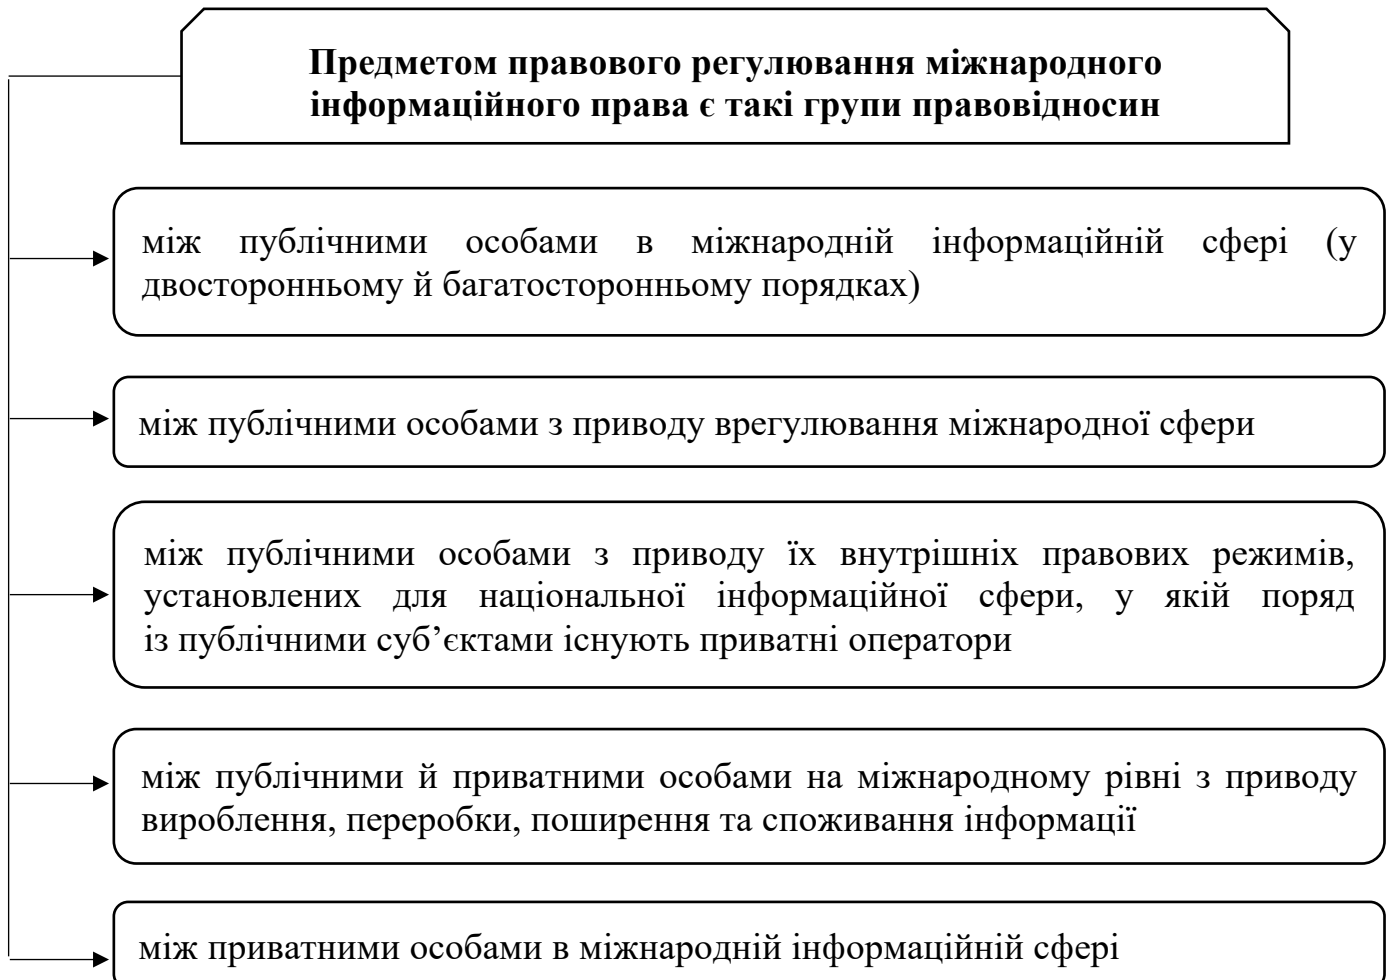 Предметом правового регулювання міжнародного
інформаційного права є такі групи правовідносин
між публічними особами в міжнародній інформаційній сфері (у
двосторонньому й багатосторонньому порядках)
між публічними особами з приводу врегулювання міжнародної сфери
між публічними особами з приводу їх внутрішніх правових режимів,
установлених для національної інформаційної сфери, у якій поряд
із публічними суб’єктами існують приватні оператори
між публічними й приватними особами на міжнародному рівні з приводу
вироблення, переробки, поширення та споживання інформації
між приватними особами в міжнародній інформаційній сфері